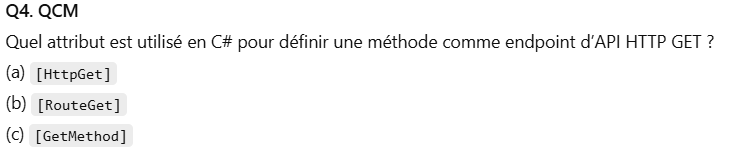 Q4. QCM
Quel attribut est utilisé en C# pour définir une méthode comme endpoint d’API HTTP GET ?
(a) [HttpGet]
(b) [RouteGet]
(c) [GetMethod]